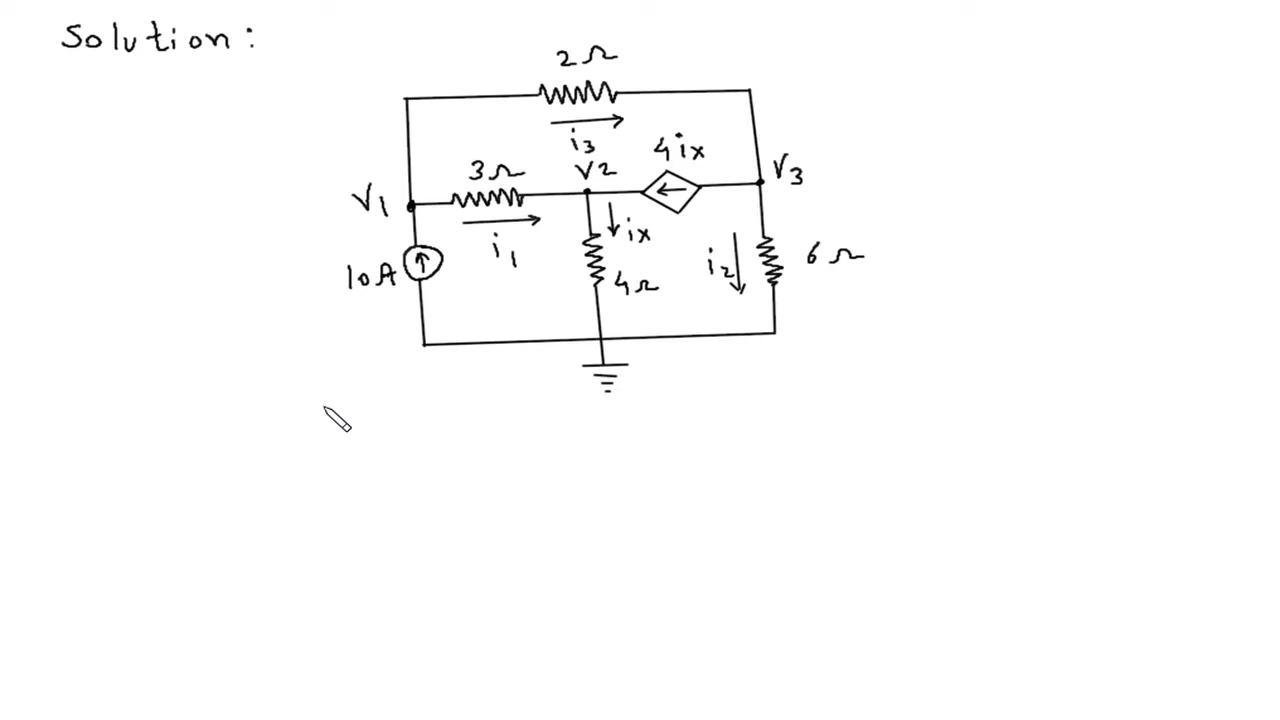 Solution:
2Ω
i3
4ix
3Ω
V2
V3
V1
ix
i1
6Ω
i2
10A
4Ω